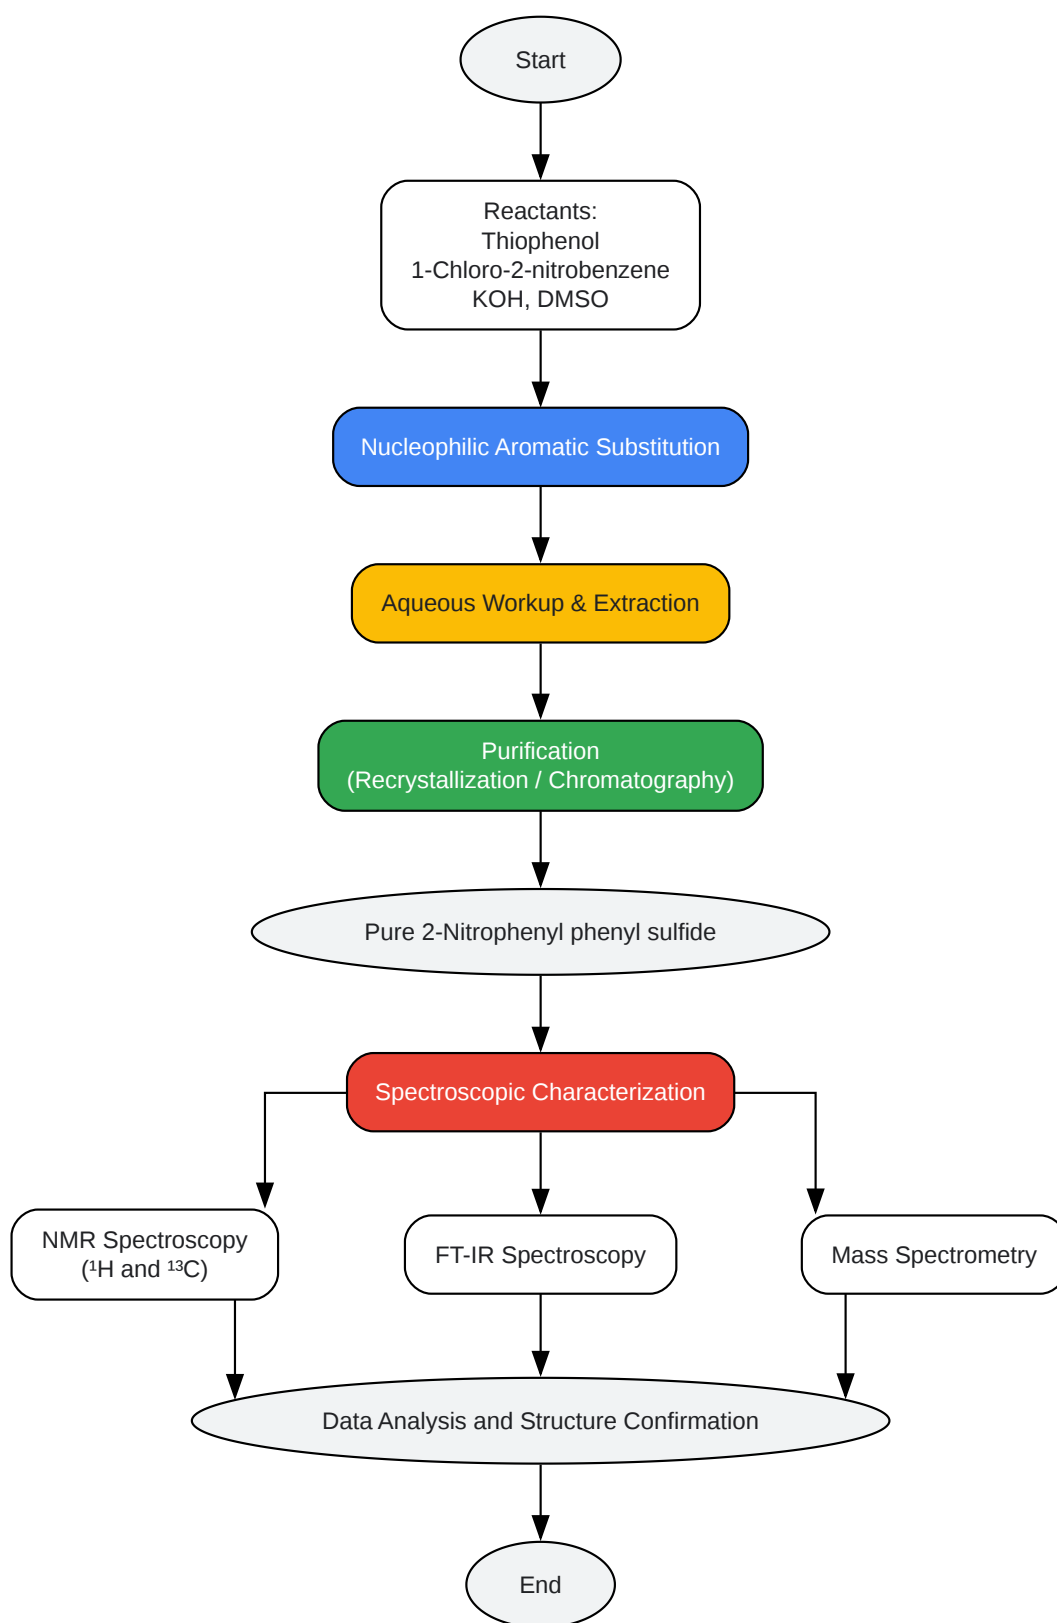 Start
Reactants:
Thiophenol
1-Chloro-2-nitrobenzene
KOH, DMSO
Nucleophilic Aromatic Substitution
Aqueous Workup & Extraction
Purification
(Recrystallization / Chromatography)
Pure 2-Nitrophenyl phenyl sulfide
Spectroscopic Characterization
NMR Spectroscopy
(¹H and ¹³C)
FT-IR Spectroscopy
Mass Spectrometry
Data Analysis and Structure Confirmation
End